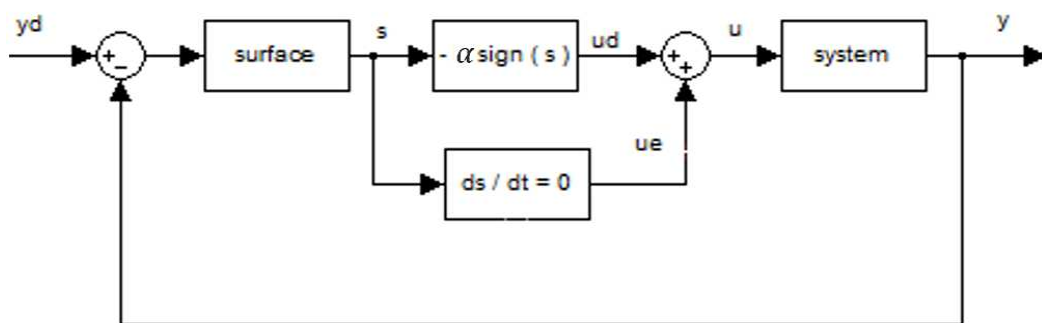 yd
+
−
surface
s
- α sign ( s )
ud
+
+
u
system
y
ue
ds / dt = 0